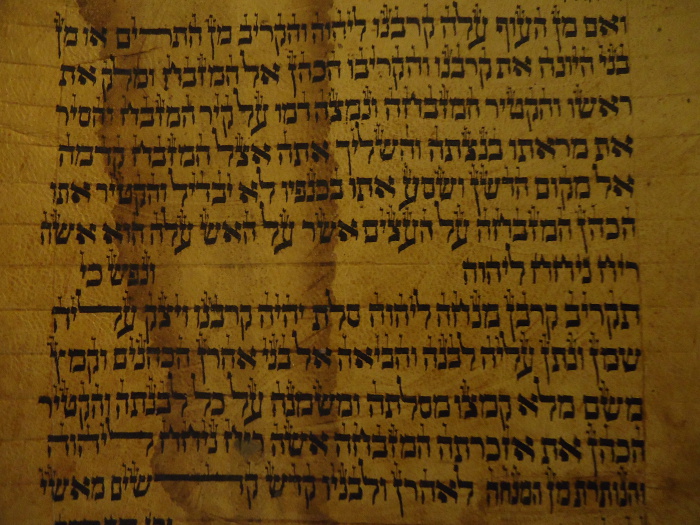 ואם מן העוף עלה קרבנו ליהוה והקריב מן התרים או מן
בני היונה את קרבנו והקריבו הכהן אל המזבח ומלק את
ראשו והקטיר המזבחה ונמצה דמו על קיר המזבח והסיר
את מראתו בנצתה והשליך אתה אצל המזבח קדמה
אל מקום הדשן ושסע אתו בכנפיו לא יבדיל והקטיר אתו
הכהן המזבחה על העצים אשר על האש עלה הוא אשה
ריח ניחח ליהוה ונפש כי
תקריב קרבן מנחה ליהוה סלת יהיה קרבנו ויצק עליה
שמן ונתן עליה לבנה והביאה אל בני אהרן הכהנים וקמץ
משם מלא קמצו מסלתה ומשמנה על כל לבנתה והקטיר
הכהן את אזכרתה המזבחה אשה ריח ניחח ליהוה
והנותרת מן המנחה לאהרן ולבניו קדש קדשים מאשי